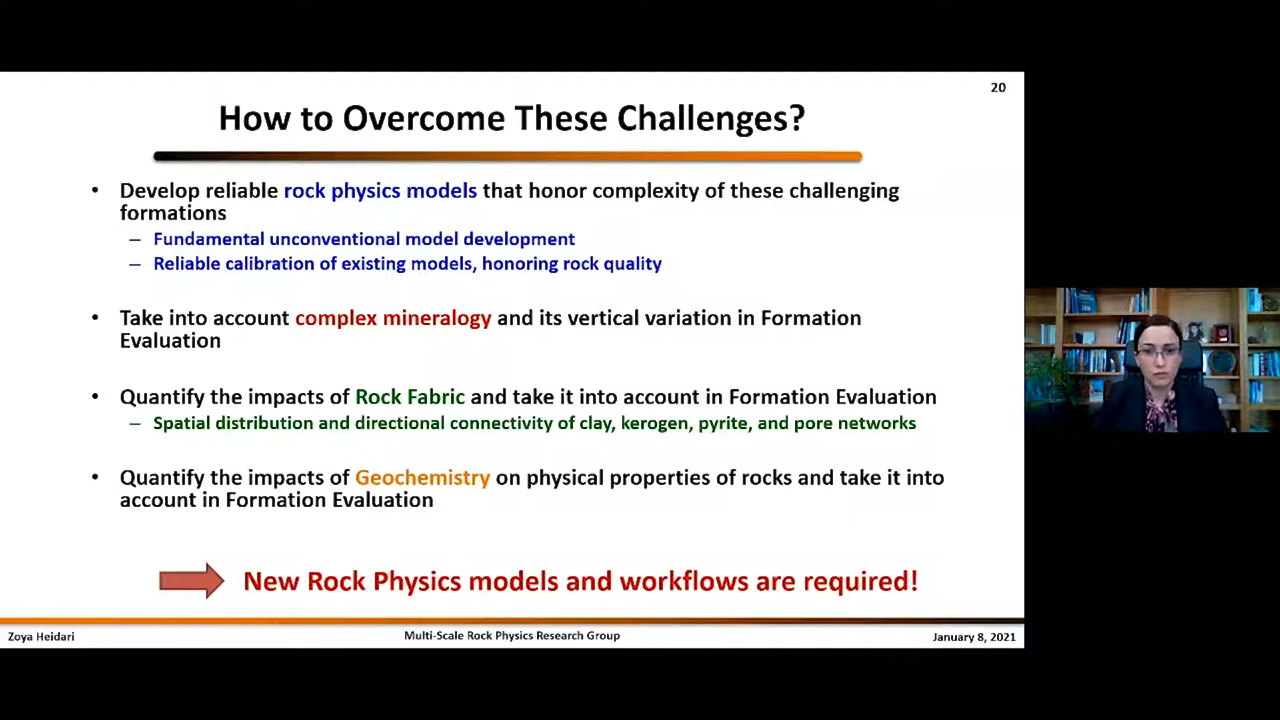 20
How to Overcome These Challenges?
• Develop reliable rock physics models that honor complexity of these challenging
formations
– Fundamental unconventional model development
– Reliable calibration of existing models, honoring rock quality
• Take into account complex mineralogy and its vertical variation in Formation
Evaluation
• Quantify the impacts of Rock Fabric and take it into account in Formation Evaluation
– Spatial distribution and directional connectivity of clay, kerogen, pyrite, and pore networks
• Quantify the impacts of Geochemistry on physical properties of rocks and take it into
account in Formation Evaluation
New Rock Physics models and workflows are required!
Zoya Heidari
Multi-Scale Rock Physics Research Group
January 8, 2021